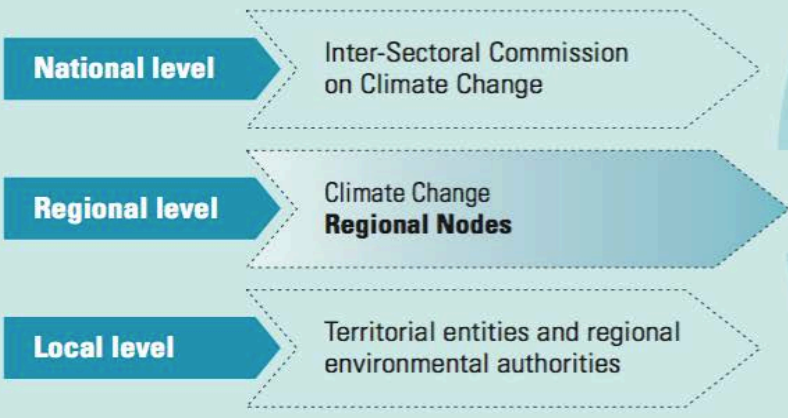 National level
Inter-Sectoral Commission
on Climate Change
Regional level
Climate Change
Regional Nodes
Local level
Territorial entities and regional
environmental authorities